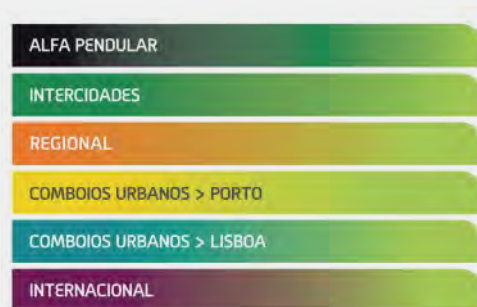 ALFA PENDULAR
INTERCIDADES
REGIONAL
COMBOIOS URBANOS > PORTO
COMBOIOS URBANOS > LISBOA
INTERNACIONAL